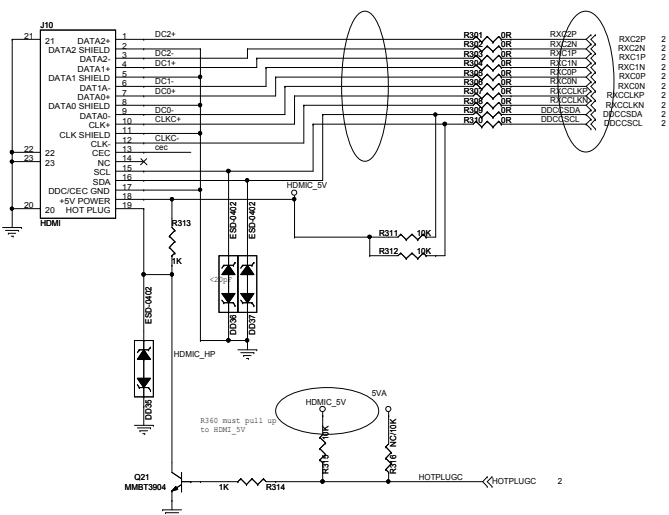 J10
21
21
DATA2+
1
DC2+
DATA2 SHIELD
2
DATA2-
3
DC2-
DATA1+
4
DC1+
DATA1 SHIELD
5
DAT1A-
6
DC1-
DATA0+
7
DC0+
DATA0 SHIELD
8
DATA0-
9
DC0-
CLK+
10
CLKC+
CLK SHIELD
11
CLK-
12
CLKC-
22
22
CEC
13
cec
23
23
NC
14
SCL
15
SDA
16
DDC/CEC GND
17
+5V POWER
18
20
20
HOT PLUG
19
HDMI
R301 0R RXC2P RXC2P 2
R302 0R RXC2N RXC2N 2
R303 0R RXC1P RXC1P 2
R304 0R RXC1N RXC1N 2
R305 0R RXC0P RXC0P 2
R306 0R RXC0N RXC0N 2
R307 0R RXCCLKP RXCCLKP 2
R308 0R RXCCLKN RXCCLKN 2
R309 0R DDCCSDA DDCCSDA 2
R310 0R DDCCSCL DDCCSCL 2
HDMIC_5V
R313
1K
ESD-0402
ESD-0402
<20pF
DD36
DD37
R311 10K
R312 10K
ESD-0402
HDMIC_HP
DD35
R360 must pull up
to HDMI_5V
HDMIC_5V
5VA
10K
R315
NC/10K
R316
Q21
MMBT3904
1K
R314
HOTPLUGC
HOTPLUGC
2